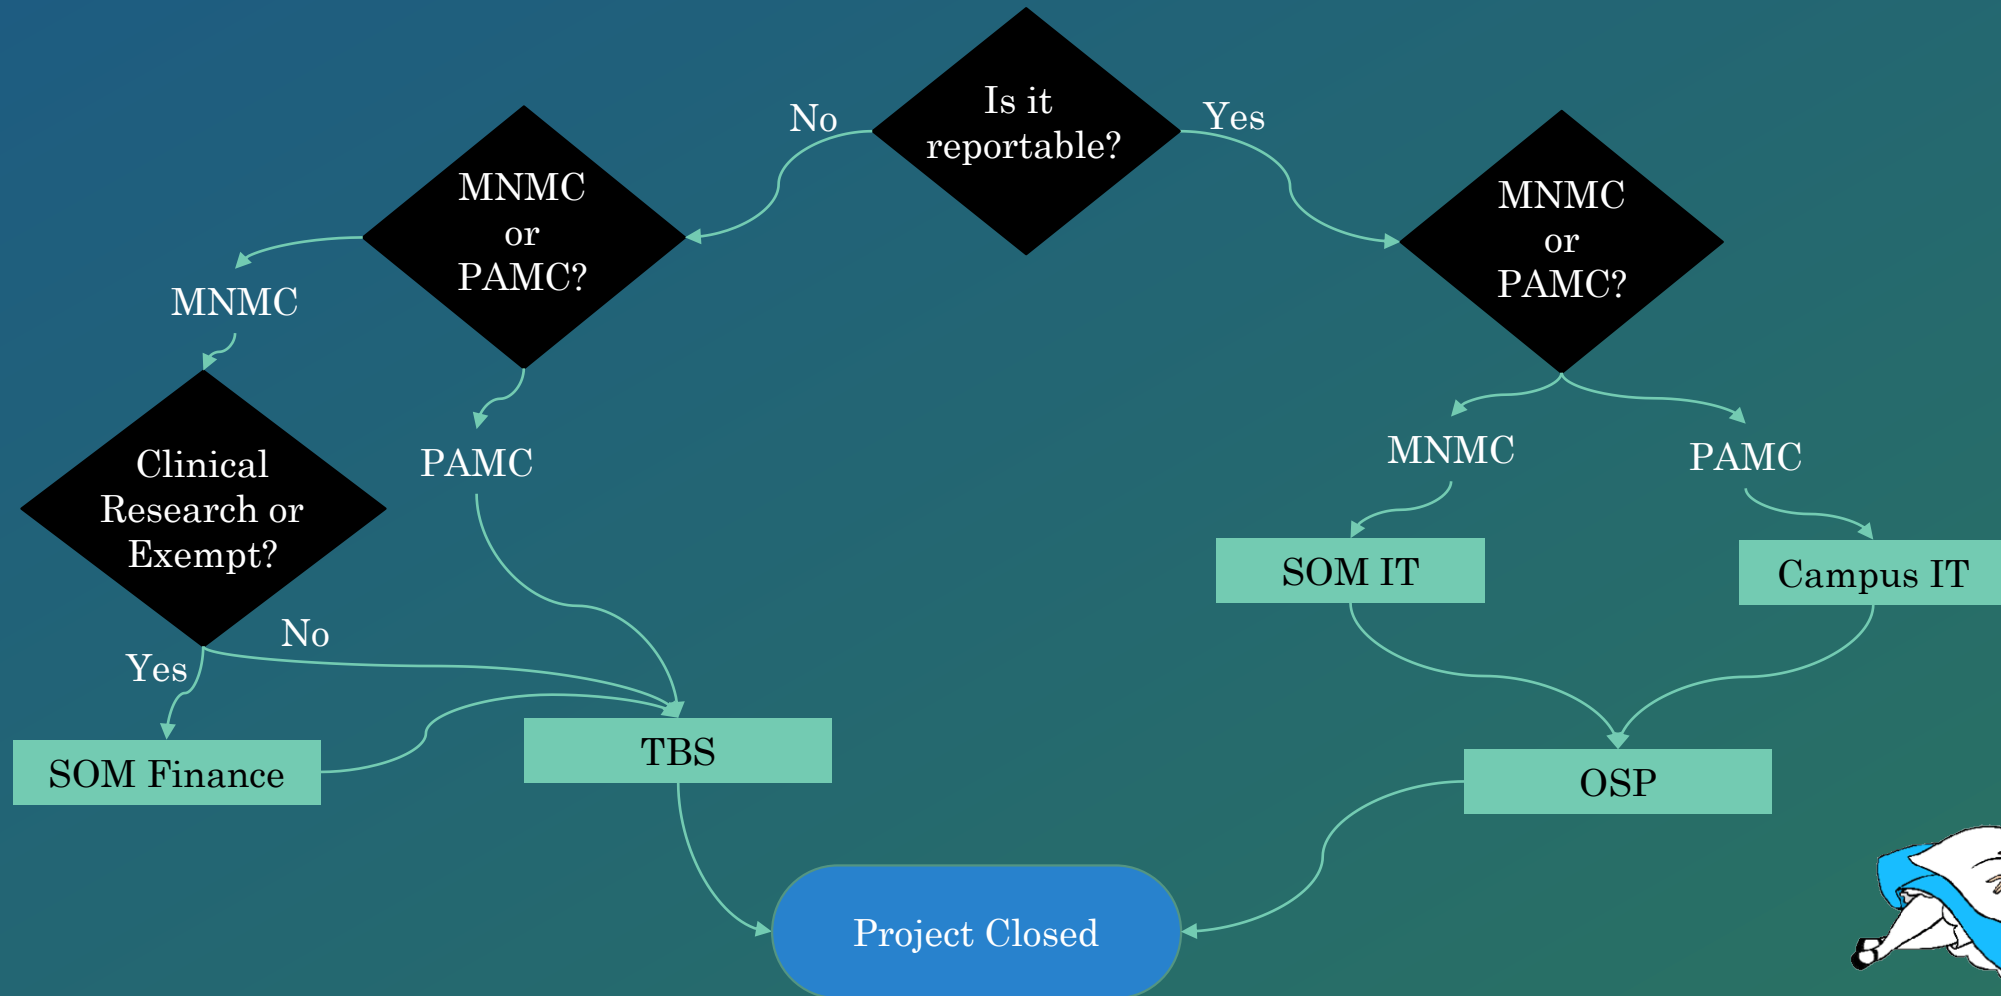 Is it
reportable?
No
Yes
MNMC
or
PAMC?
MNMC
or
PAMC?
MNMC
PAMC
MNMC
PAMC
Clinical
Research or
Exempt?
SOM IT
Campus IT
No
Yes
SOM Finance
TBS
OSP
Project Closed